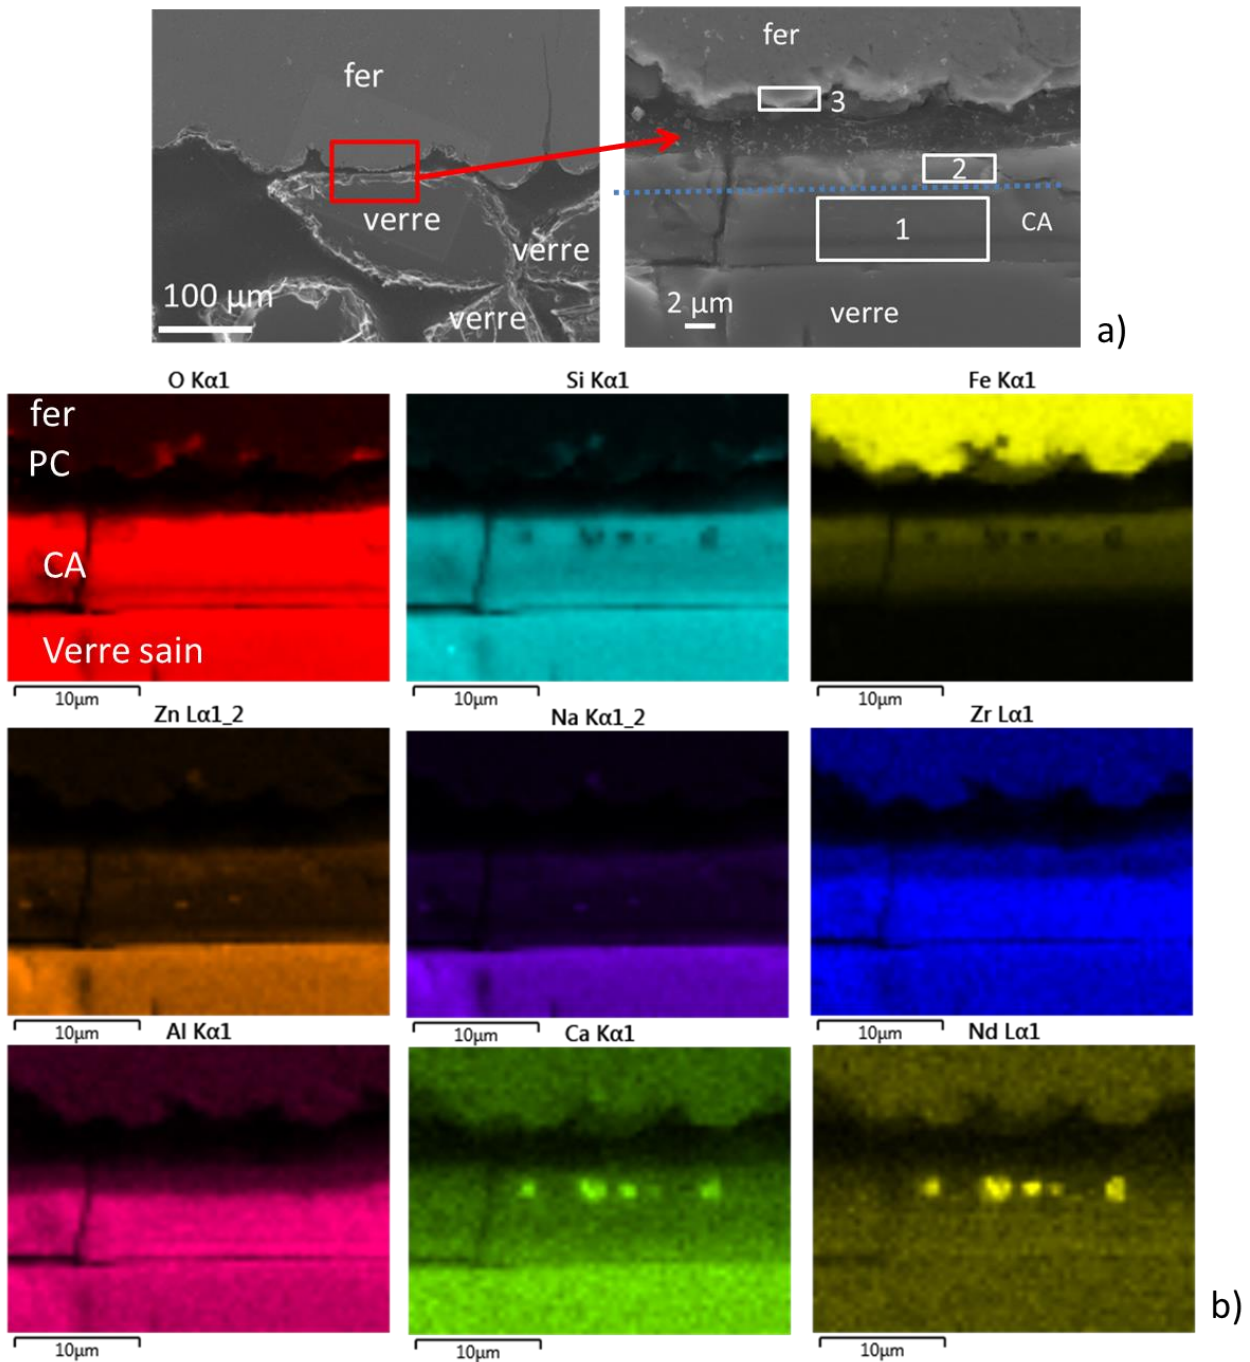 fer
verre
verre
verre
100 µm
fer
3
2
1
CA
2 µm
verre
a)
O Kα1
Si Kα1
Fe Kα1
fer
PC
CA
Verre sain
10µm
10µm
10µm
Zn Lα1_2
Na Kα1_2
Zr Lα1
10µm
10µm
10µm
Al Kα1
Ca Kα1
Nd Lα1
10µm
10µm
10µm
b)